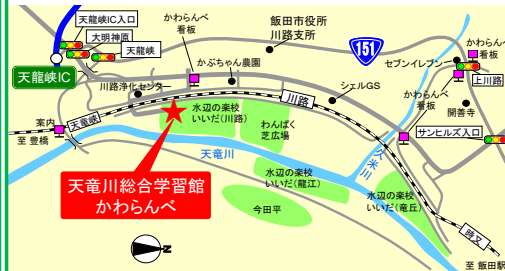 天龍峡IC入口
大明神原
天龍峡
天龍峡IC
かわらんべ
看板
飯田市役所
川路支所
151
セブンイレブン
かわらんべ
看板
上川路
かぶちゃん農園
川路浄化センター
シェルGS
かわらんべ
看板
開善寺
川路
水辺の楽校
いいだ(川路)
わんぱく
芝広場
サンヒルズ入口
案内
天竜峡
至 豊橋
天竜川
久米川
天竜川総合学習館
かわらんべ
水辺の楽校
いいだ(龍江)
水辺の楽校
いいだ(竜丘)
今田平
N
時又
至 飯田駅